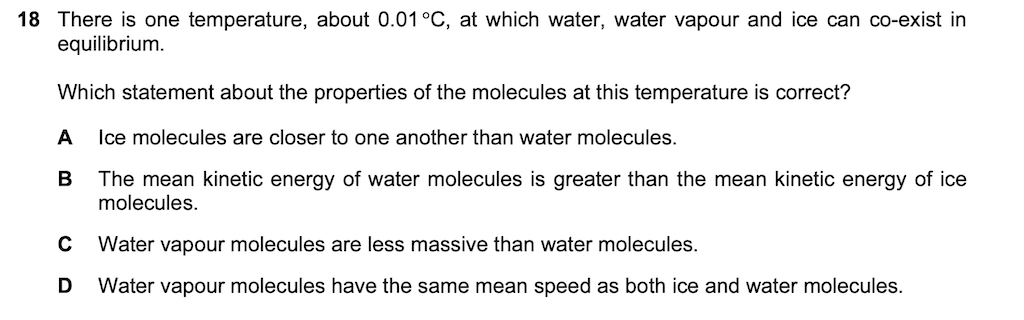 18 There is one temperature, about 0.01 °C, at which water, water vapour and ice can co-exist in
equilibrium.
Which statement about the properties of the molecules at this temperature is correct?
A Ice molecules are closer to one another than water molecules.
B The mean kinetic energy of water molecules is greater than the mean kinetic energy of ice
molecules.
C Water vapour molecules are less massive than water molecules.
D Water vapour molecules have the same mean speed as both ice and water molecules.